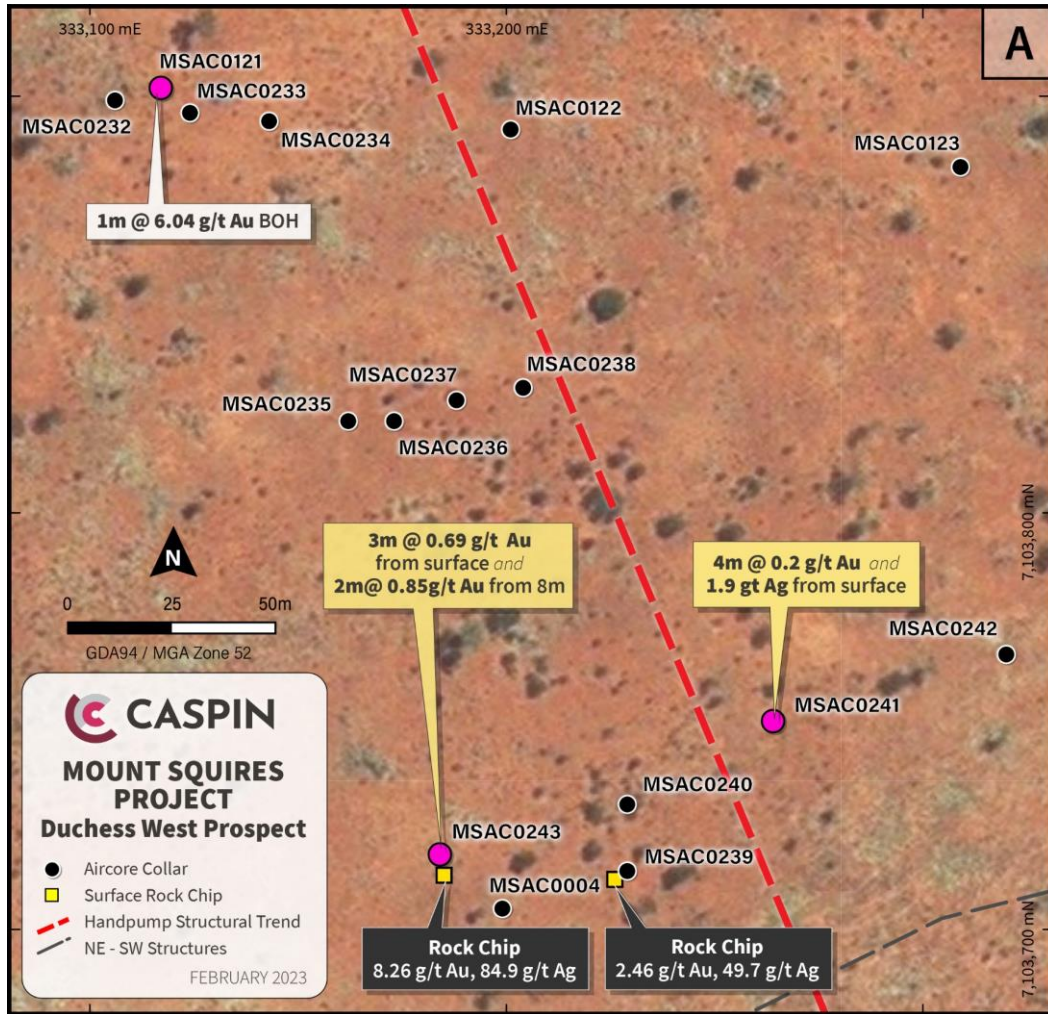 333,100 mE
333,200 mE
A
MSAC0121
MSAC0233
MSAC0232
MSAC0234
MSAC0122
MSAC0123
1m @ 6.04 g/t Au BOH
MSAC0238
MSAC0237
MSAC0235
MSAC0236
7,103,800 mN
3m @ 0.69 g/t Au
from surface and
2m@ 0.85g/t Au from 8m
4m @ 0.2 g/t Au and
1.9 gt Ag from surface
N
0 25 50m
GDA94 / MGA Zone 52
MSAC0242
MSAC0241
MSAC0240
MSAC0243
MSAC0239
MSAC0004
Rock Chip
8.26 g/t Au, 84.9 g/t Ag
Rock Chip
2.46 g/t Au, 49.7 g/t Ag
7,103,700 mN
CASPIN
MOUNT SQUIRES
PROJECT
Duchess West Prospect
Aircore Collar
Surface Rock Chip
Handpump Structural Trend
NE - SW Structures
FEBRUARY 2023